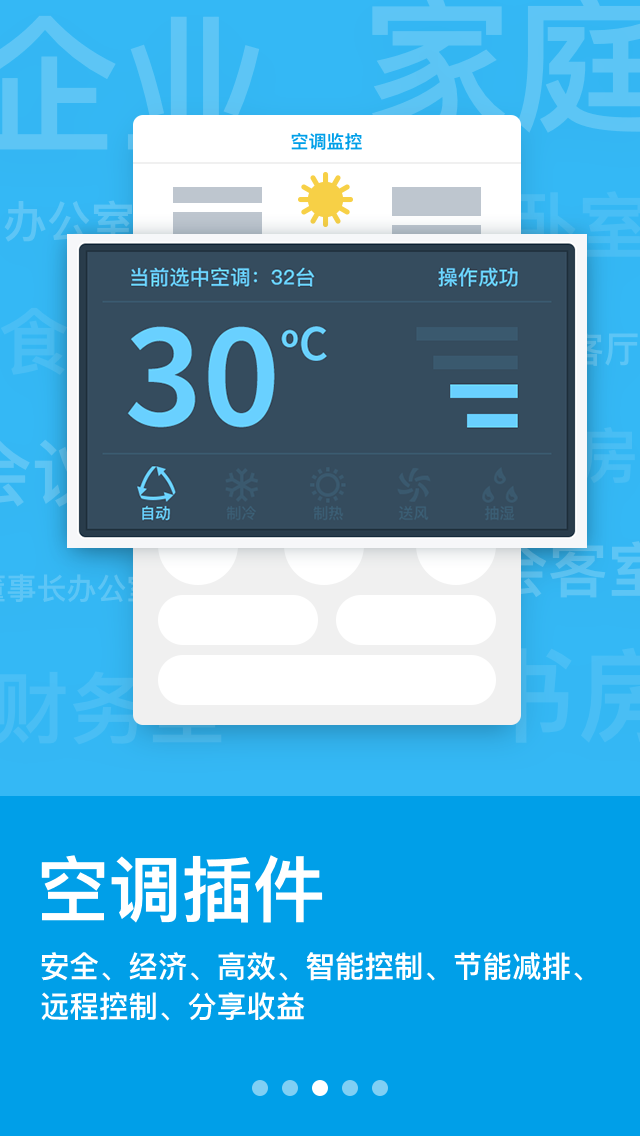 企业
家庭
空调监控
办公室
卧室
当前选中空调：32台
操作成功
30℃
食
客厅
会议
房
自动
制冷
制热
送风
抽湿
董事长办公室
会客室
财务室
书房
空调插件
安全、经济、高效、智能控制、节能减排、
远程控制、分享收益